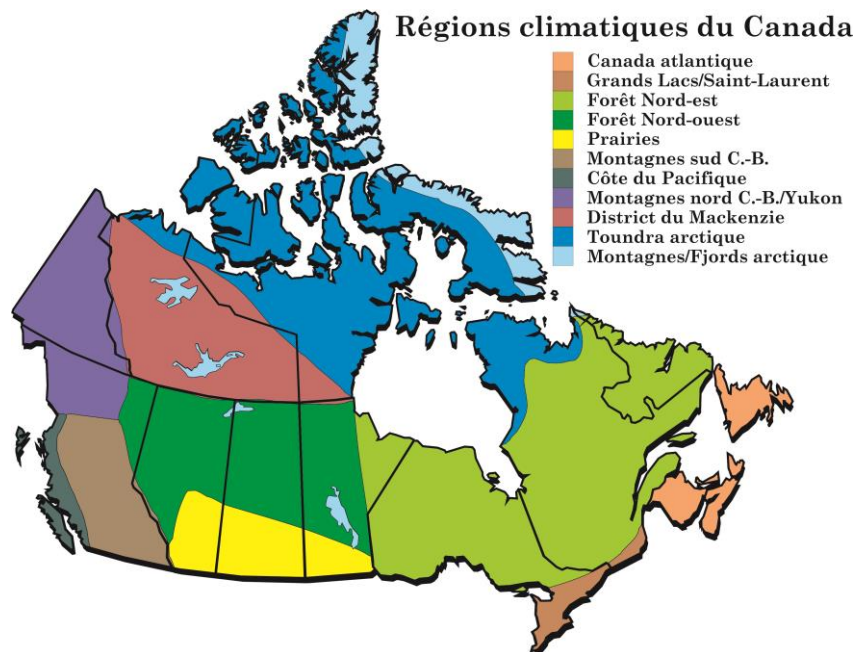 Régions climatiques du Canada
Canada atlantique
Grands Lacs/Saint-Laurent
Forêt Nord-est
Forêt Nord-ouest
Prairies
Montagnes sud C.-B.
Côte du Pacifique
Montagnes nord C.-B./Yukon
District du Mackenzie
Toundra arctique
Montagnes/Fjords arctique